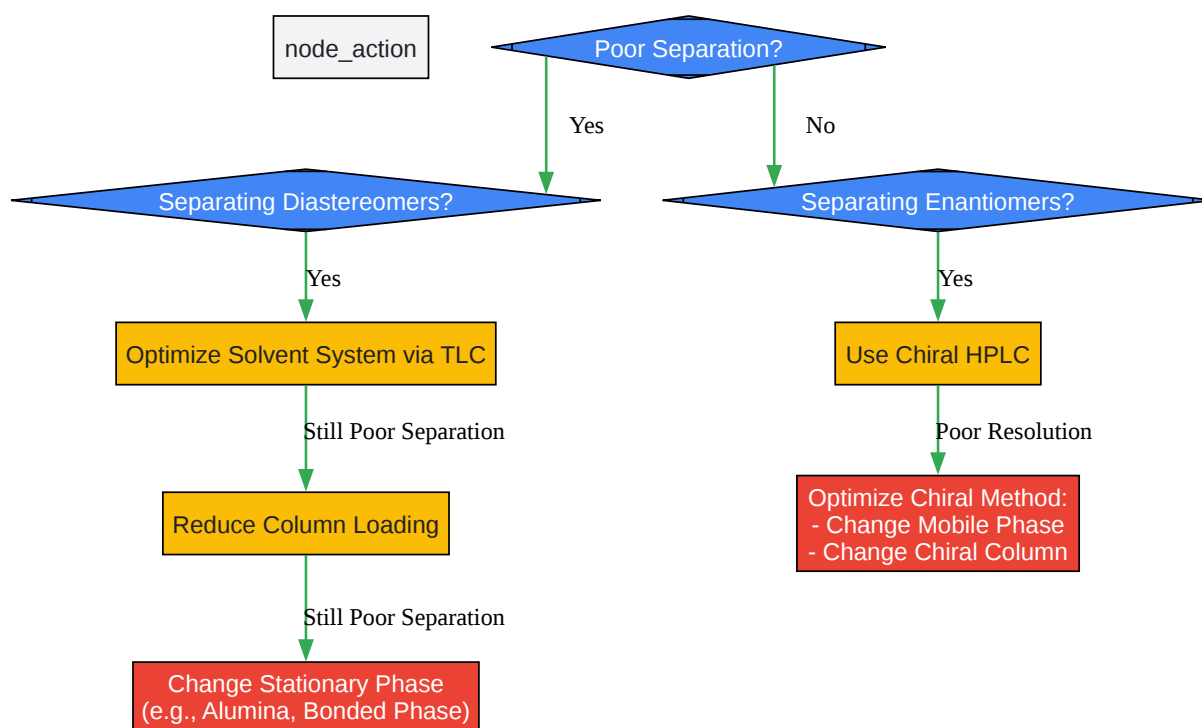 node_action
Poor Separation?
Yes
No
Separating Diastereomers?
Separating Enantiomers?
Yes
Yes
Optimize Solvent System via TLC
Use Chiral HPLC
Still Poor Separation
Poor Resolution
Reduce Column Loading
Optimize Chiral Method:
- Change Mobile Phase
- Change Chiral Column
Still Poor Separation
Change Stationary Phase
(e.g., Alumina, Bonded Phase)